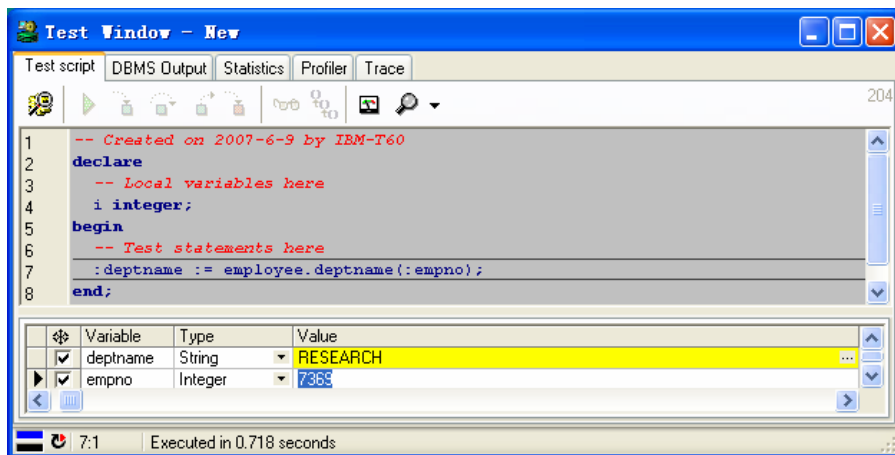 Test Window - New
Test script DBMS Output Statistics Profiler Trace
204
1 -- Created on 2007-6-9 by IBM-T60
2 declare
3 -- Local variables here
4 i integer;
5 begin
6 -- Test statements here
7 :deptname := employee.deptname(:empno);
8 end;
Variable Type Value
deptname String RESEARCH ...
empno Integer 7369
7:1 Executed in 0.718 seconds